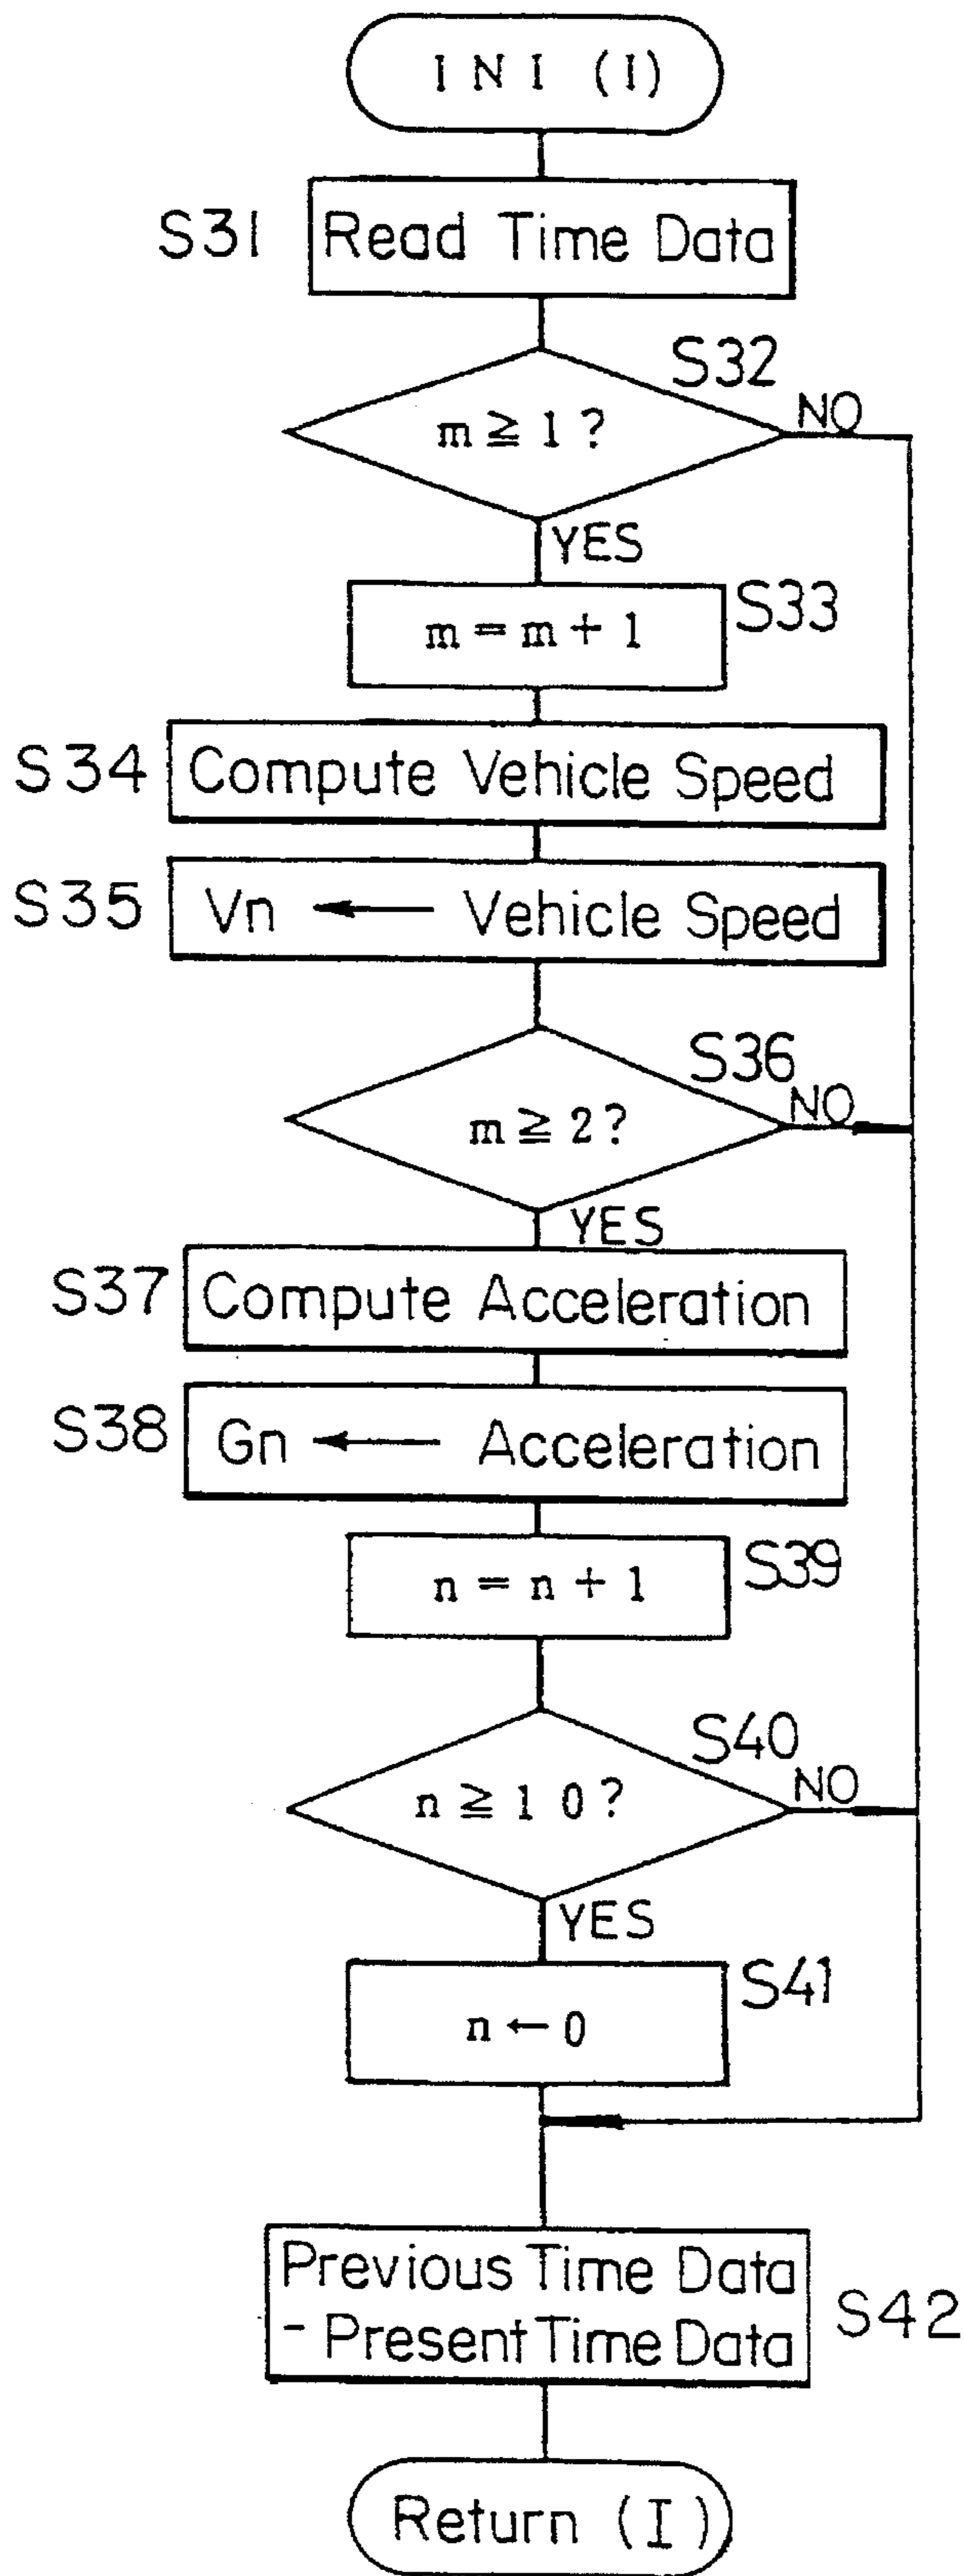 INI (I)
S31 Read Time Data
S32
m ≧ 1 ?
NO
YES
S33
m = m + 1
S34 Compute Vehicle Speed
S35 Vn ← Vehicle Speed
S36
m ≧ 2 ?
NO
YES
S37 Compute Acceleration
S38 Gn ← Acceleration
S39
n = n + 1
S40
n ≧ 10 ?
NO
YES
S41
n ← 0
Previous Time Data
- Present Time Data
S42
Return (I)